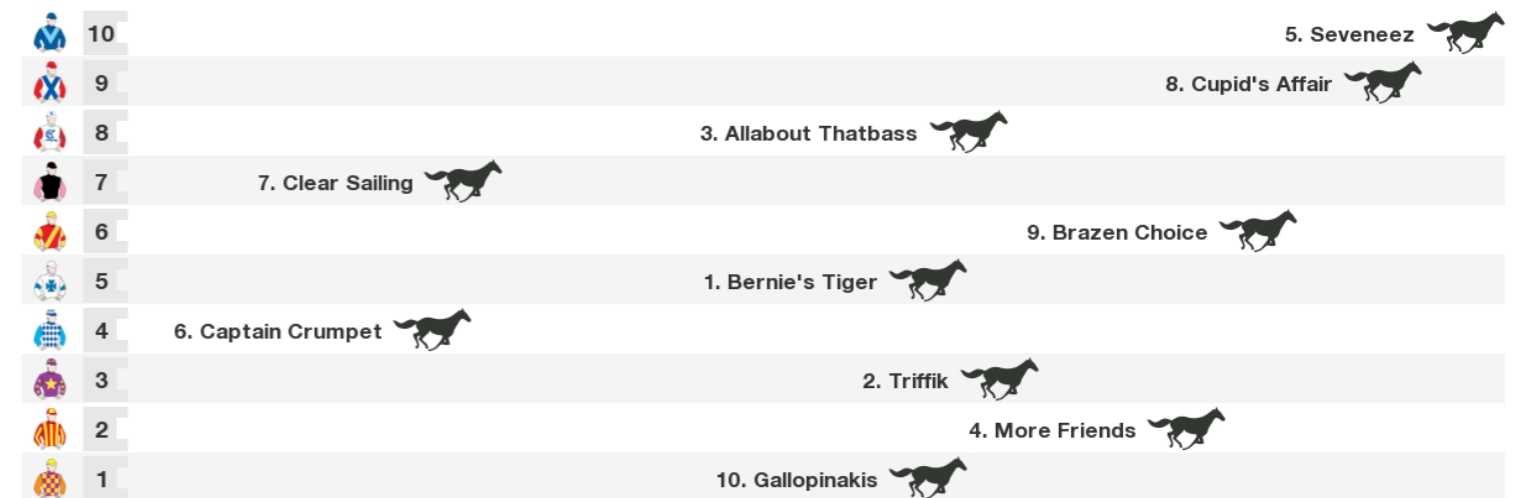 10 5. Seveneez
9 8. Cupid's Affair
8 3. Allabout Thatbass
7 7. Clear Sailing
6 9. Brazen Choice
5 1. Bernie's Tiger
4 6. Captain Crumpet
3 2. Triffik
2 4. More Friends
1 10. Gallopinakis